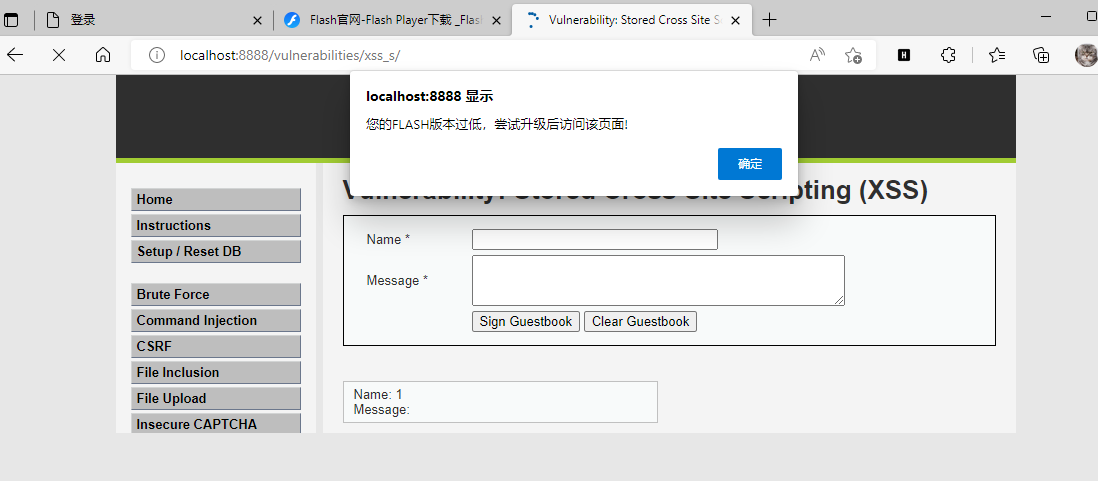 登录
Flash官网-Flash Player下载 _Flas
Vulnerability: Stored Cross Site S
localhost:8888/vulnerabilities/xss_s/
localhost:8888 显示
您的FLASH版本过低，尝试升级后访问该页面!
确定
Vulnerability: Stored Cross Site Scripting (XSS)
Home
Instructions
Setup / Reset DB
Brute Force
Command Injection
CSRF
File Inclusion
File Upload
Insecure CAPTCHA
Name *
Message *
Sign Guestbook Clear Guestbook
Name: 1
Message: